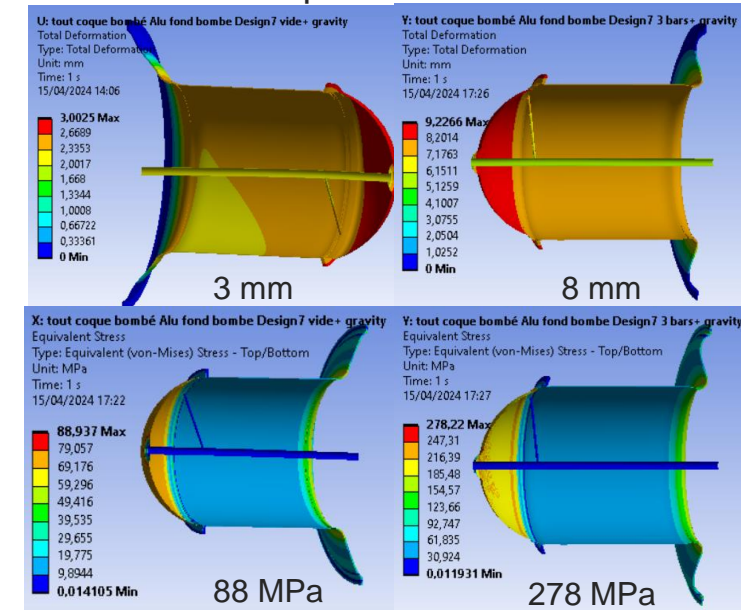 U: tout coque bombé Alu fond bombe Design7 vide+ gravity
Total Deformation
Type: Total Deformation
Unit: mm
Time: 1 s
15/04/2024 14:06
3,0025 Max
2,6689
2,3353
2,0017
1,668
1,3344
1,0008
0,66722
0,33361
0 Min
3 mm
Y: tout coque bombé Alu fond bombe Design7 3 bars+ gravity
Total Deformation
Type: Total Deformation
Unit: mm
Time: 1 s
15/04/2024 17:26
9,2266 Max
8,2014
7,1763
6,1511
5,1259
4,1007
3,0755
2,0504
1,0252
0 Min
8 mm
X: tout coque bombé Alu fond bombe Design7 vide+ gravity
Equivalent Stress
Type: Equivalent (von-Mises) Stress - Top/Bottom
Unit: MPa
Time: 1 s
15/04/2024 17:22
88,937 Max
79,057
69,176
59,296
49,416
39,535
29,655
19,775
9,8944
0,014105 Min
88 MPa
Y: tout coque bombé Alu fond bombe Design7 3 bars+ gravity
Equivalent Stress
Type: Equivalent (von-Mises) Stress - Top/Bottom
Unit: MPa
Time: 1 s
15/04/2024 17:27
278,22 Max
247,31
216,39
185,48
154,57
123,66
92,747
61,835
30,924
0,011931 Min
278 MPa